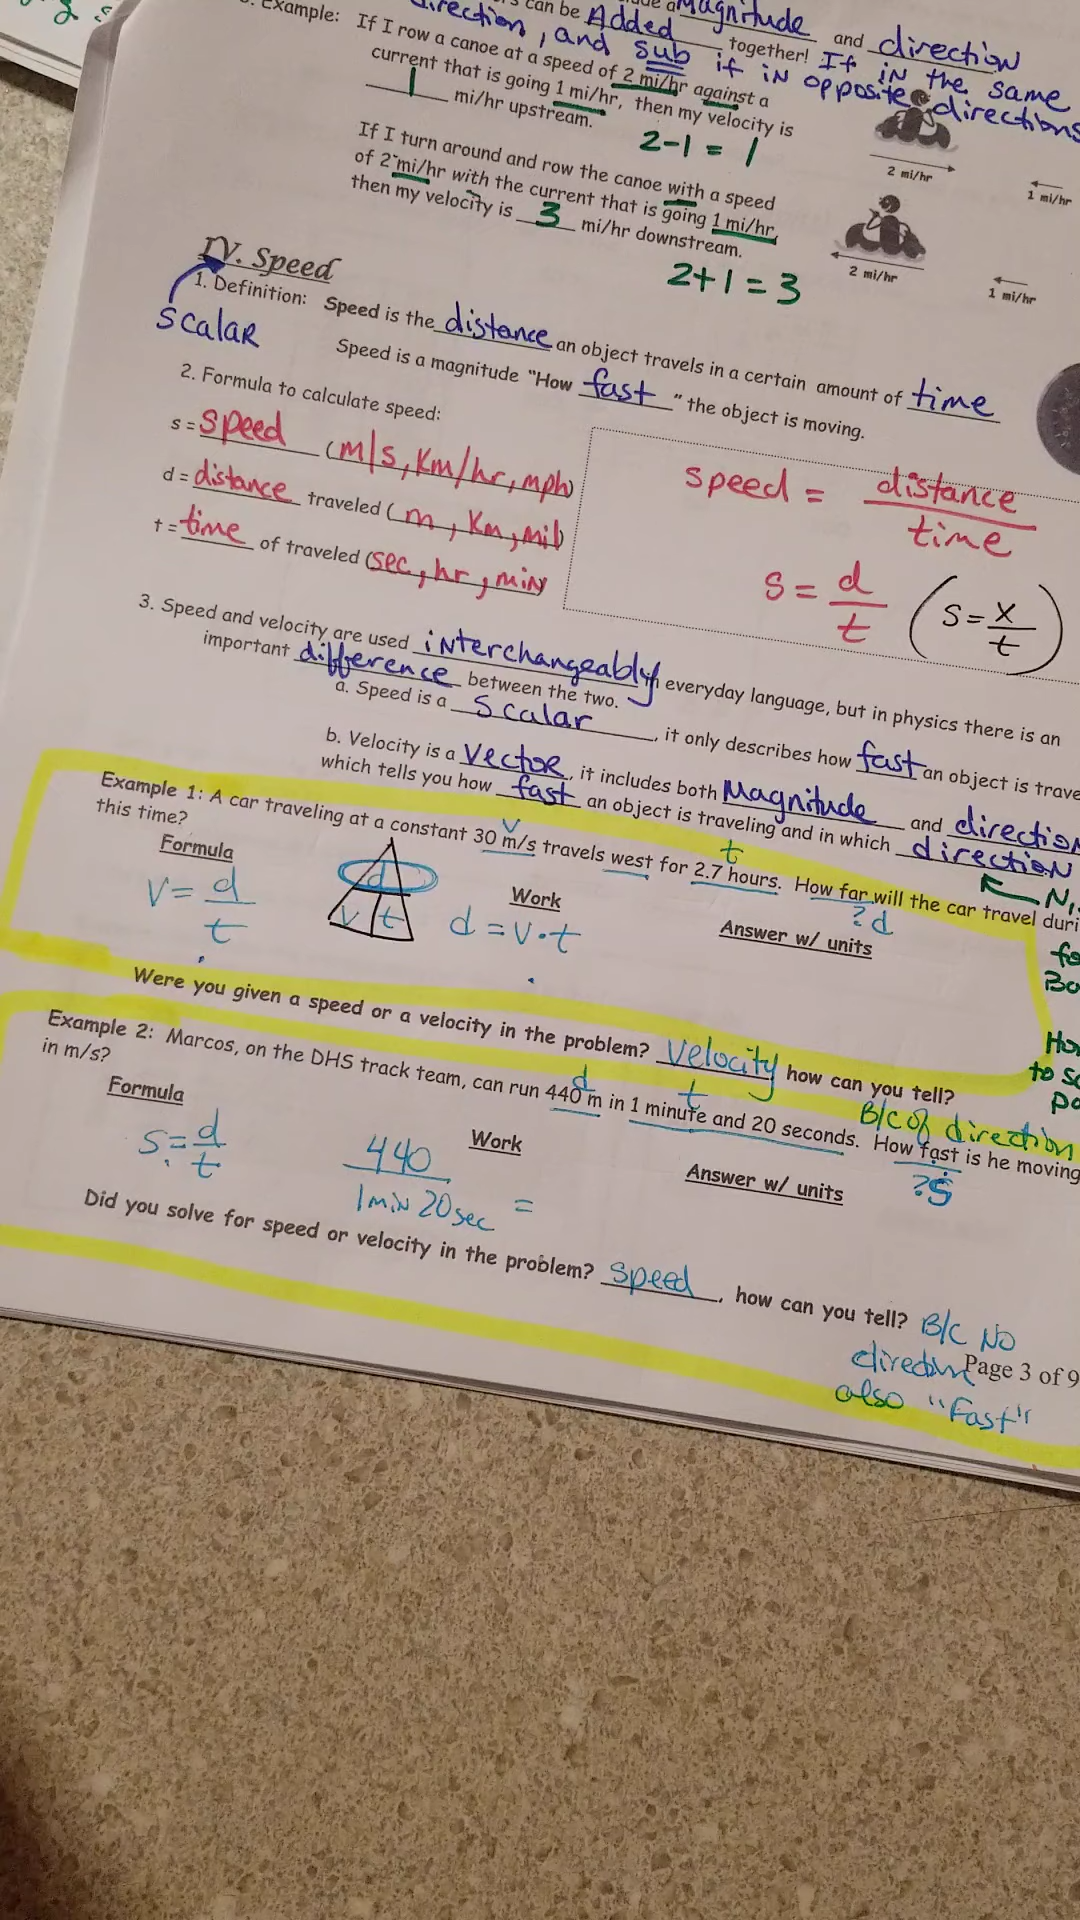 can be Added together! If in the same
Magnitude and direction
direction, and sub if in opposite directions
Example: If I row a canoe at a speed of 2 mi/hr against a
current that is going 1 mi/hr, then my velocity is
1 mi/hr upstream.
2-1 = 1
If I turn around and row the canoe with a speed
of 2 mi/hr with the current that is going 1 mi/hr,
then my velocity is 3 mi/hr downstream.
2+1=3
2 mi/hr
1 mi/hr
2 mi/hr
1 mi/hr
IV. Speed
scalar
1. Definition: Speed is the distance an object travels in a certain amount of time
Speed is a magnitude "How fast" the object is moving.
2. Formula to calculate speed:
s = speed (m/s, Km/hr, mph)
d = distance traveled (m, Km, mil)
t = time of traveled (sec, hr, min)
speed = distance
time
s = d
t
(s = x
t)
3. Speed and velocity are used interchangeably everyday language, but in physics there is an
important difference between the two.
a. Speed is a scalar, it only describes how fast an object is trave
b. Velocity is a Vector, it includes both Magnitude and direction
which tells you how fast an object is traveling and in which direction
Example 1: A car traveling at a constant 30 m/s travels west for 2.7 hours. How far will the car travel duri
this time?
v
t
? d
Formula
Work
Answer w/ units
v = d
t
d
v t
d = v·t
Were you given a speed or a velocity in the problem? velocity how can you tell?
B/C of direction
Example 2: Marcos, on the DHS track team, can run 440 m in 1 minute and 20 seconds. How fast is he moving
in m/s?
d
t
?s
Formula
Work
Answer w/ units
s = d
t
440
1min 20sec =
Did you solve for speed or velocity in the problem? speed, how can you tell? B/C No
direction
also "Fast"
Page 3 of 9